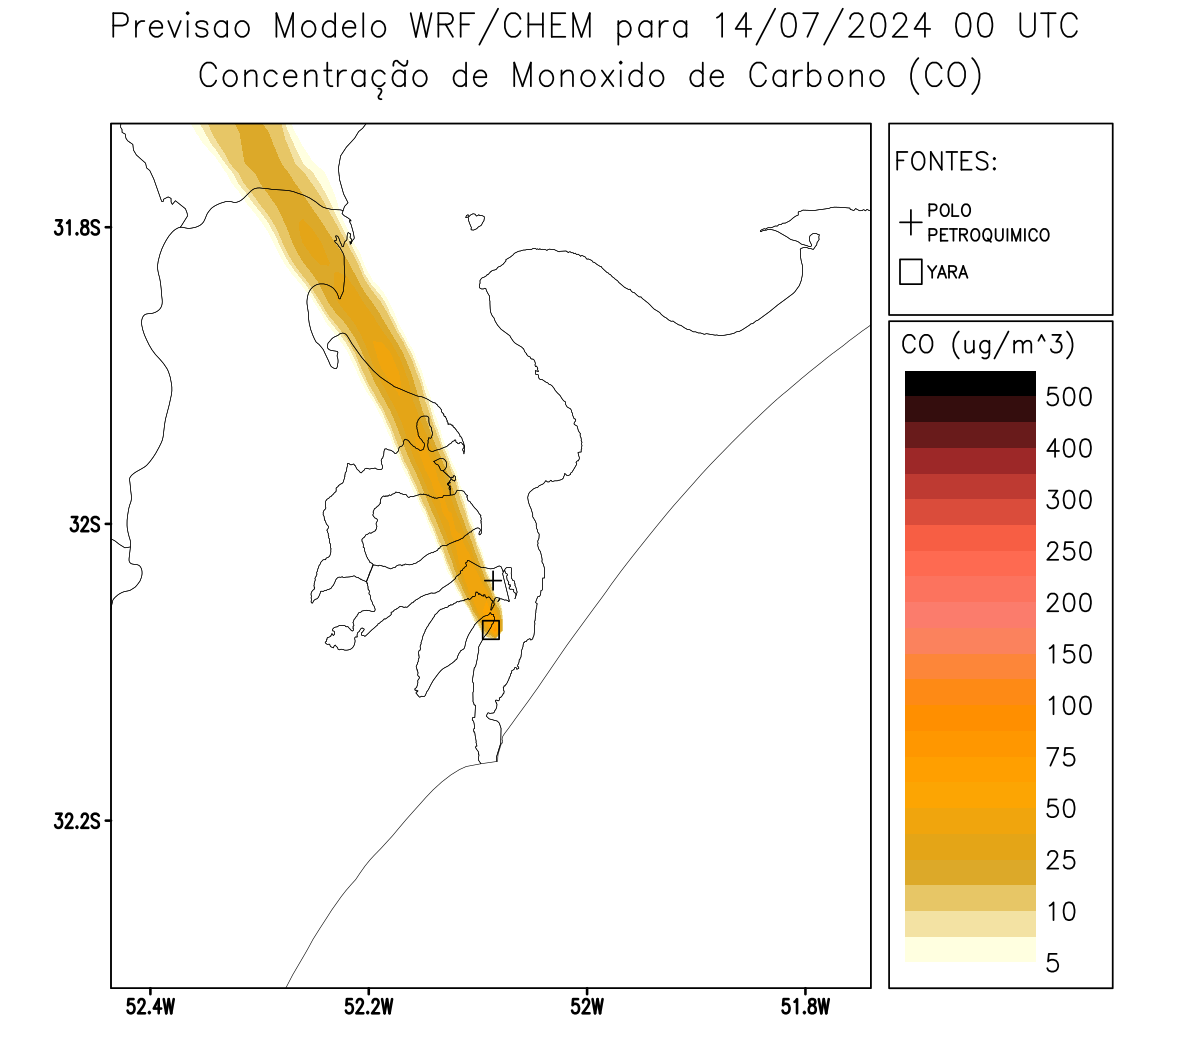 Previsao Modelo WRF/CHEM para 14/07/2024 00 UTC
Concentração de Monoxido de Carbono (CO)
FONTES:
POLO
PETROQUIMICO
YARA
CO (ug/m^3)
500
400
300
250
200
150
100
75
50
25
10
5
31.8S
32S
32.2S
52.4W
52.2W
52W
51.8W